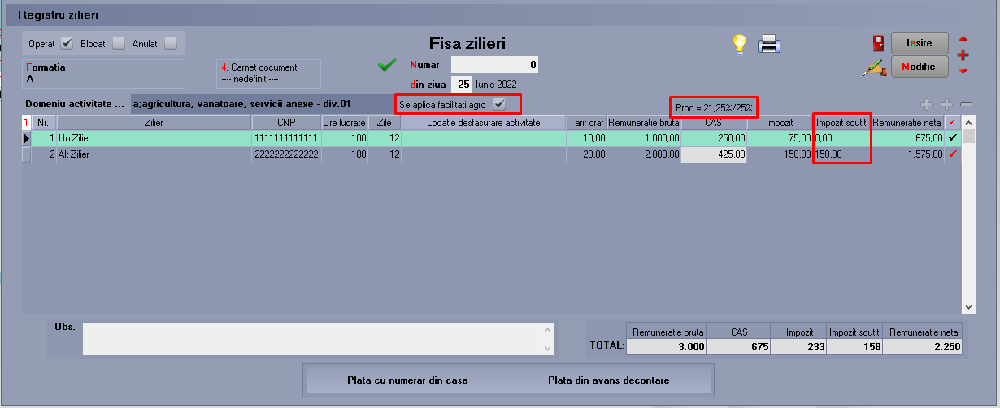 Registru zilieri
Operat Blocat Anulat
Fisa zilieri
Iesire
Formatia
A
4. Carnet document
---- nedefinit ----
Numar 0
Modific
din ziua 25 Iunie 2022
Domeniu activitate ... a;agricultura, vanatoare, servicii anexe - div.01
Se aplica facilitati agro
Proc = 21,25%/25%
1 Nr. Zilier CNP Ore lucrate Zile Locatie desfasurare activitate Tarif orar Remuneratie bruta CAS Impozit Impozit scutit Remuneratie neta
1 Un Zilier 1111111111111 100 12 10,00 1.000,00 250,00 75,00 0,00 675,00
2 Alt Zilier 2222222222222 100 12 20,00 2.000,00 425,00 158,00 158,00 1.575,00
Obs.
Remuneratie bruta CAS Impozit Impozit scutit Remuneratie neta
TOTAL: 3.000 675 233 158 2.250
Plata cu numerar din casa Plata din avans decontare